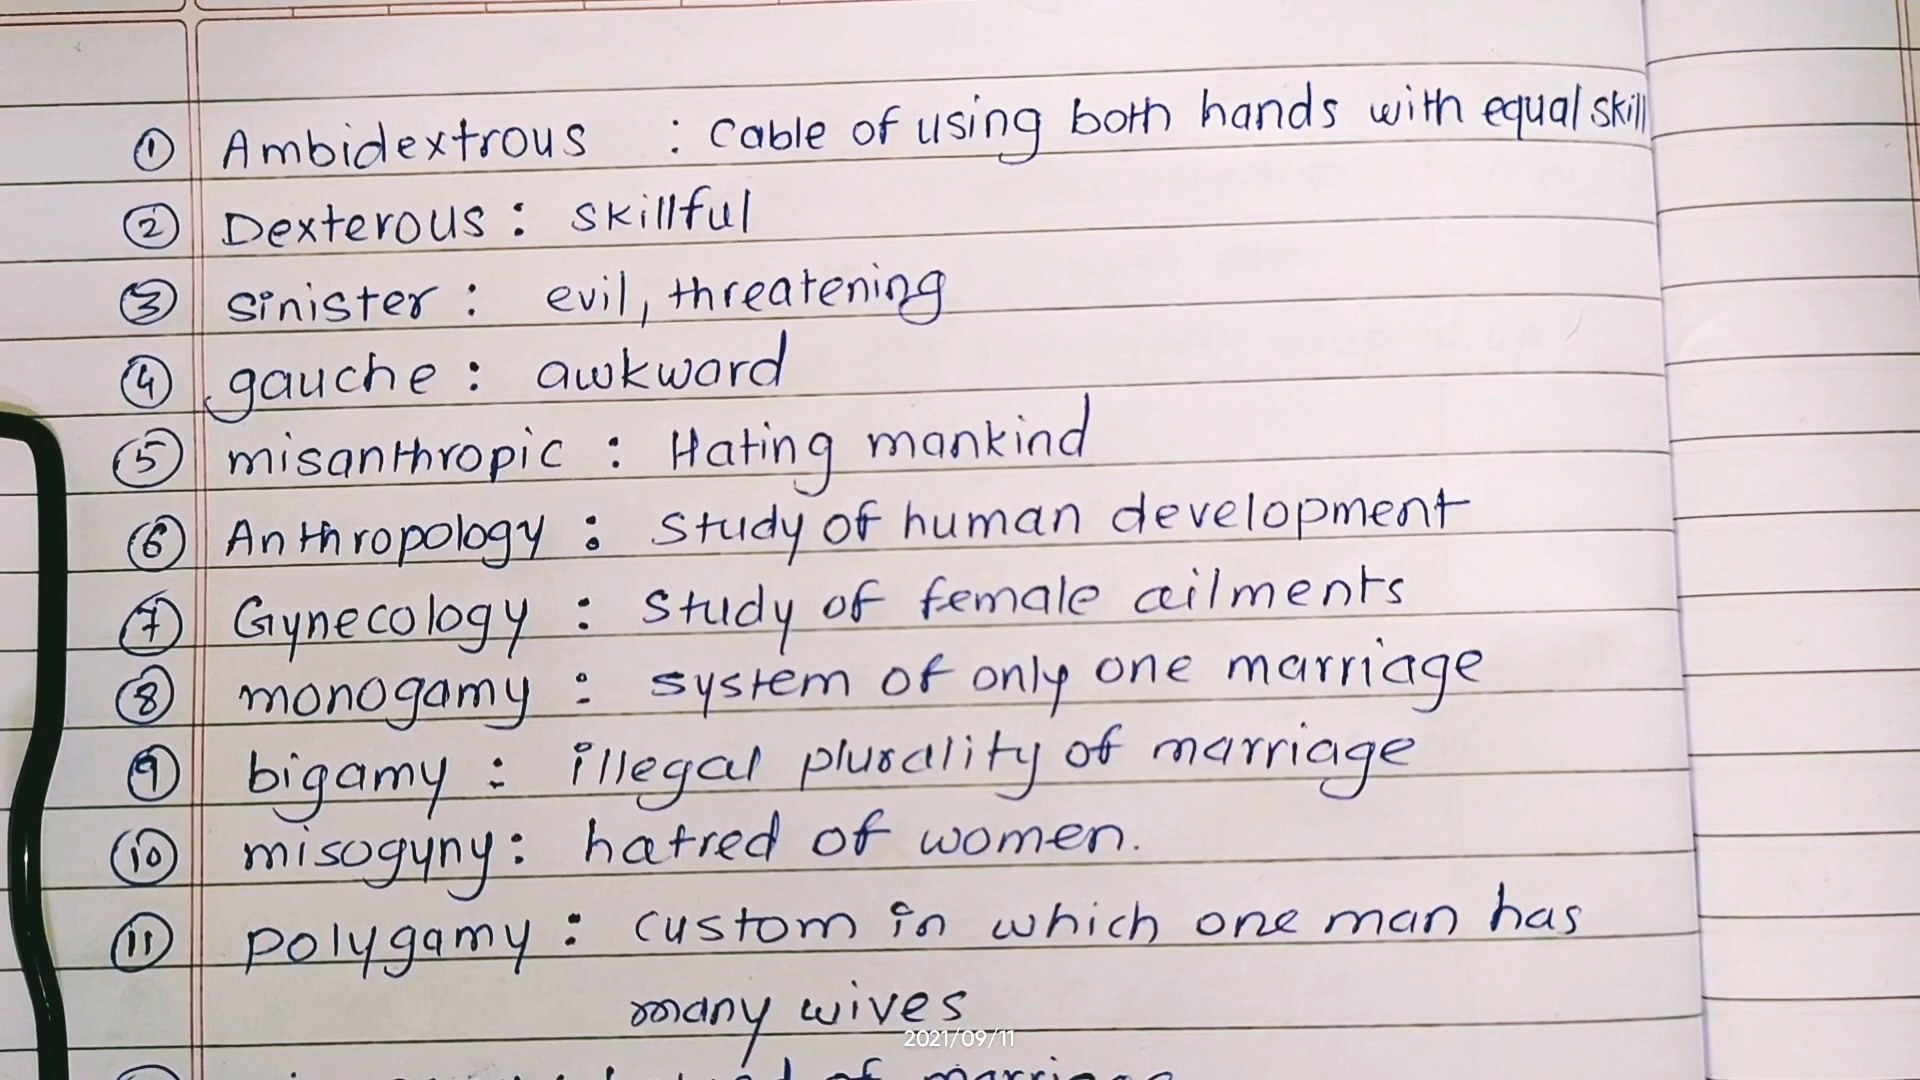 ① Ambidextrous : cable of using both hands with equal skill
② Dexterous : skillful
③ sinister : evil, threatening
④ gauche : awkword
⑤ misanthropic : Hating mankind
⑥ Anthropology : study of human development
⑦ Gynecology : study of female ailments
⑧ monogamy : system of only one marriage
⑨ bigamy : illegal plurality of marriage
⑩ misogyny : hatred of women.
⑪ polygamy : custom in which one man has
many wives
2021/09/11
of marriage